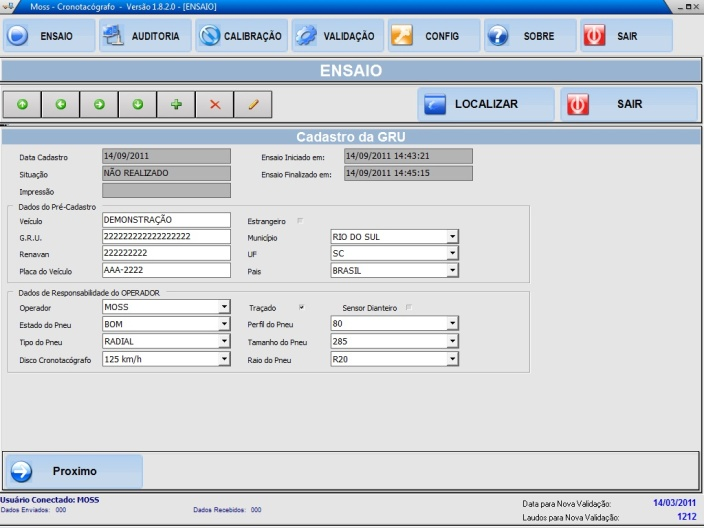 Moss - Cronotacógrafo - Versão 1.8.2.0 - [ENSAIO]
ENSAIO AUDITORIA CALIBRAÇÃO VALIDAÇÃO CONFIG SOBRE SAIR
ENSAIO
LOCALIZAR SAIR
Cadastro da GRU
Data Cadastro 14/09/2011 Ensaio Iniciado em: 14/09/2011 14:43:21
Situação NÃO REALIZADO Ensaio Finalizado em: 14/09/2011 14:45:15
Impressão
Dados do Pré-Cadastro
Veículo DEMONSTRAÇÃO Estrangeiro
G.R.U. 222222222222222222 Município RIO DO SUL
Renavan 222222222 UF SC
Placa do Veículo AAA-2222 Pais BRASIL
Dados de Responsabilidade do OPERADOR
Operador MOSS Traçado Sensor Dianteiro
Estado do Pneu BOM Perfil do Pneu 80
Tipo do Pneu RADIAL Tamanho do Pneu 285
Disco Cronotacógrafo 125 km/h Raio do Pneu R20
Proximo
Usuário Conectado: MOSS Data para Nova Validação: 14/03/2011
Dados Enviados: 000 Dados Recebidos: 000 Laudos para Nova Validação: 1212